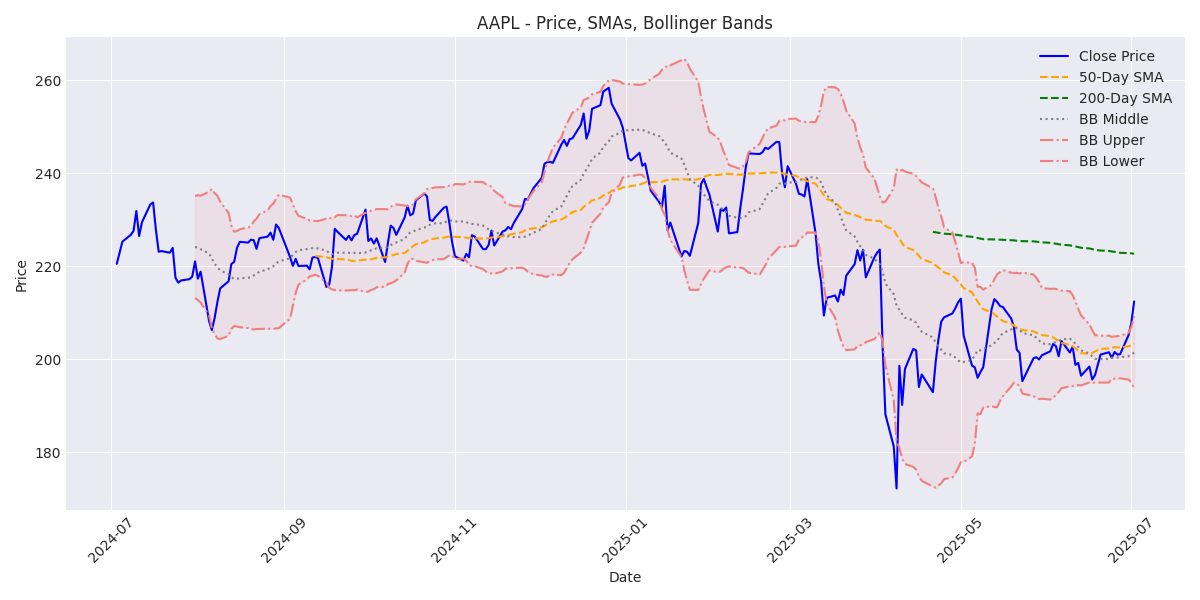 AAPL - Price, SMAs, Bollinger Bands
Close Price
50-Day SMA
200-Day SMA
BB Middle
BB Upper
BB Lower
260
240
220
200
180
Price
2024-07
2024-09
2024-11
2025-01
2025-03
2025-05
2025-07
Date